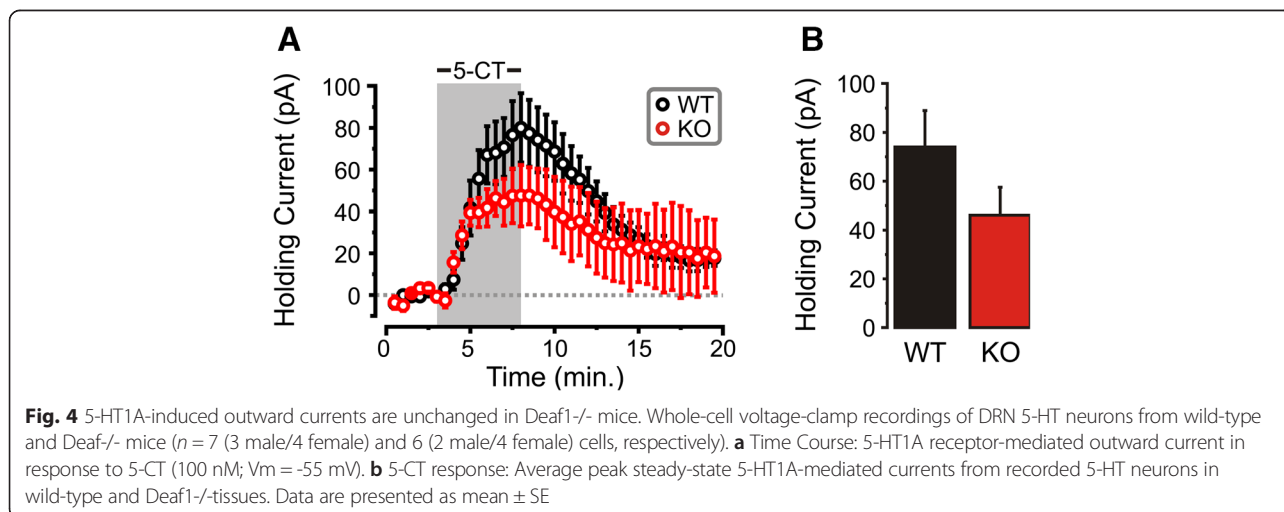 A
B
5-CT
WT
KO
Holding Current (pA)
100
80
60
40
20
0
0
5
10
15
20
Time (min.)
Holding Current (pA)
100
80
60
40
20
0
WT
KO
Fig. 4 5-HT1A-induced outward currents are unchanged in Deaf1-/- mice. Whole-cell voltage-clamp recordings of DRN 5-HT neurons from wild-type
and Deaf-/- mice (n = 7 (3 male/4 female) and 6 (2 male/4 female) cells, respectively). a Time Course: 5-HT1A receptor-mediated outward current in
response to 5-CT (100 nM; Vm = -55 mV). b 5-CT response: Average peak steady-state 5-HT1A-mediated currents from recorded 5-HT neurons in
wild-type and Deaf1-/-tissues. Data are presented as mean ± SE